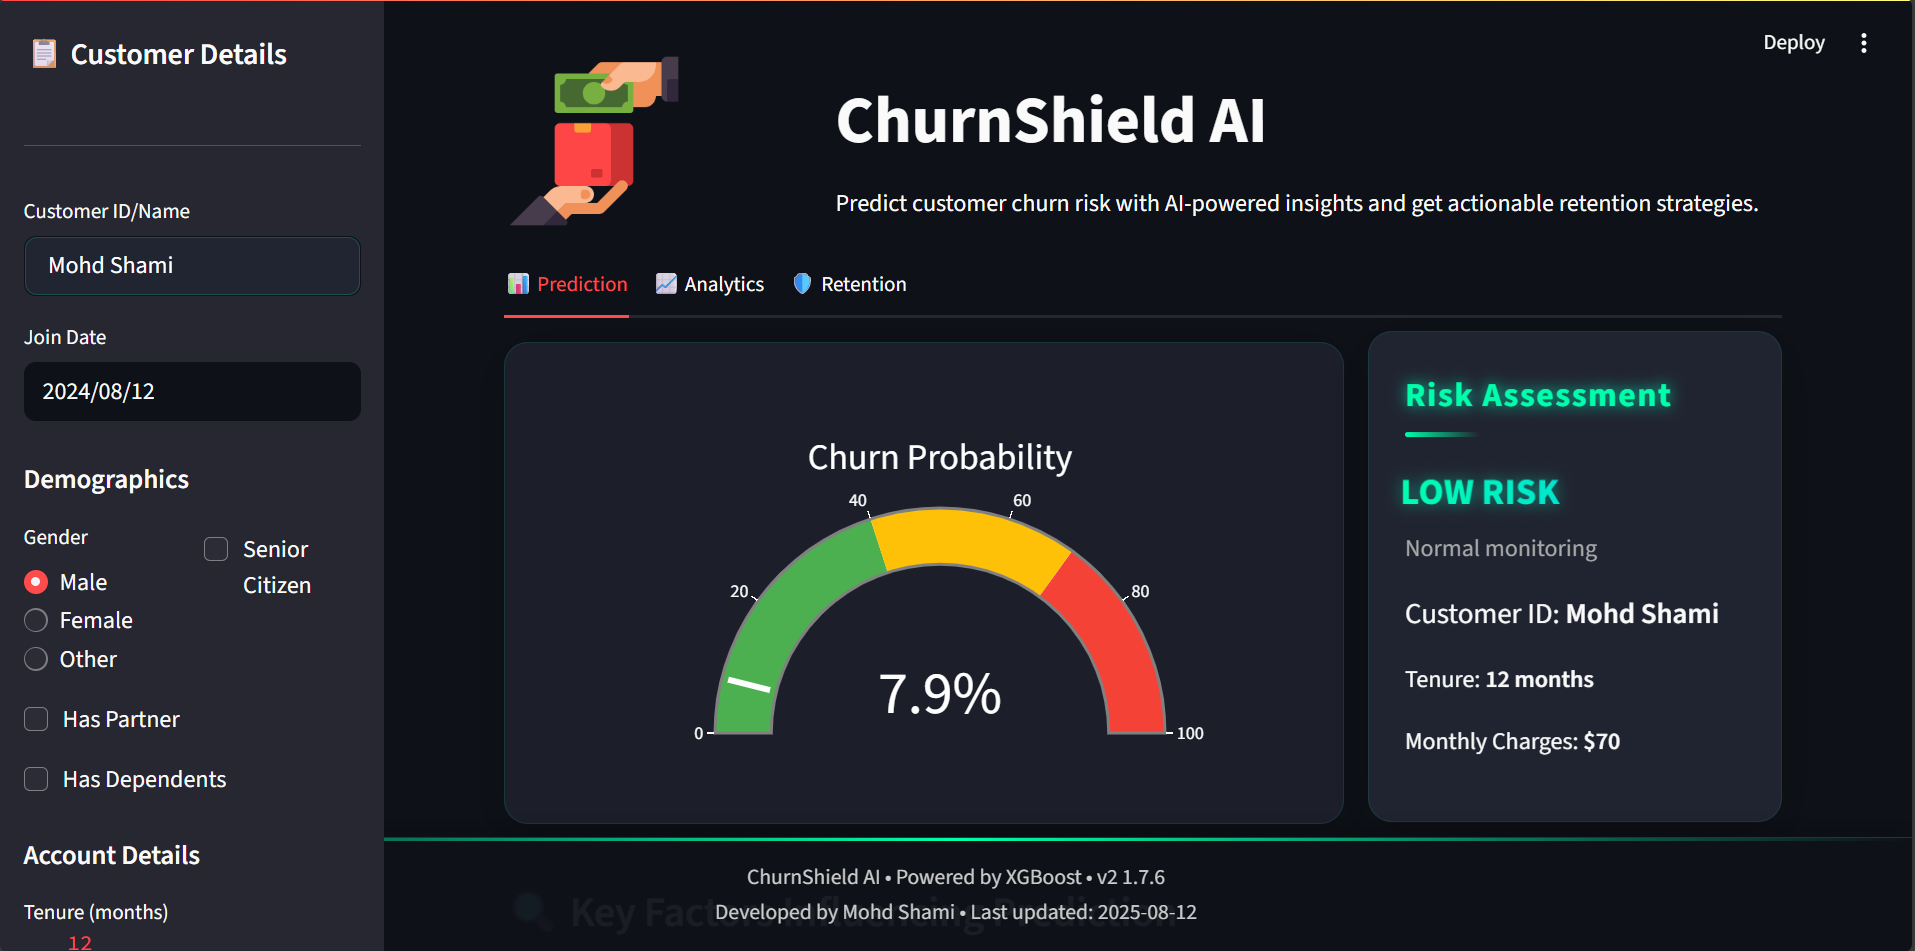 Customer Details
Customer ID/Name
Mohd Shami
Join Date
2024/08/12
Demographics
Gender
Male
Female
Other
Senior
Citizen
Has Partner
Has Dependents
Account Details
Tenure (months)
12
Deploy
ChurnShield AI
Predict customer churn risk with AI-powered insights and get actionable retention strategies.
Prediction
Analytics
Retention
Churn Probability
0
20
40
60
80
100
7.9%
Risk Assessment
LOW RISK
Normal monitoring
Customer ID: Mohd Shami
Tenure: 12 months
Monthly Charges: $70
ChurnShield AI • Powered by XGBoost • v2 1.7.6
Key Factors Influencing Prediction
Developed by Mohd Shami • Last updated: 2025-08-12